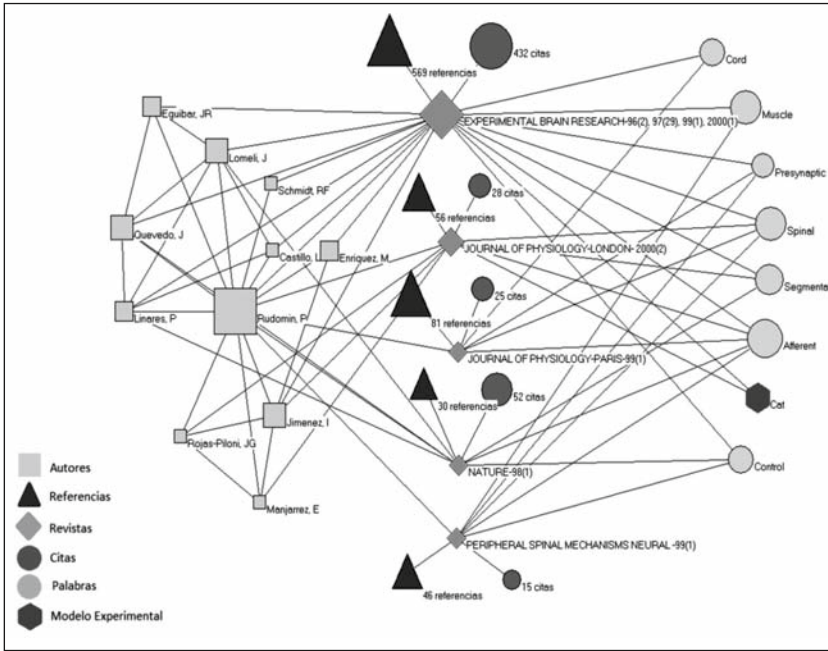 569 referencias
432 citas
Cord
Eguibar, JR
EXPERIMENTAL BRAIN RESEARCH-96(2), 97(29), 99(1), 2000(1)
Muscle
Lomeli, J
Presynaptic
Schmidt, RF
28 citas
56 referencias
Quevedo, J
Spinal
Castillo, L
Enriquez, M
JOURNAL OF PHYSIOLOGY-LONDON- 2000(2)
Segmental
25 citas
Linares, P
Rudomin, P
81 referencias
Afferent
JOURNAL OF PHYSIOLOGY-PARIS-99(1)
52 citas
30 referencias
Cat
Jimenez, I
Rojas-Piloni, JG
Autores
NATURE-98(1)
Control
Referencias
Manjarrez, E
Revistas
PERIPHERAL SPINAL MECHANISMS NEURAL -99(1)
Citas
46 referencias
15 citas
Palabras
Modelo Experimental